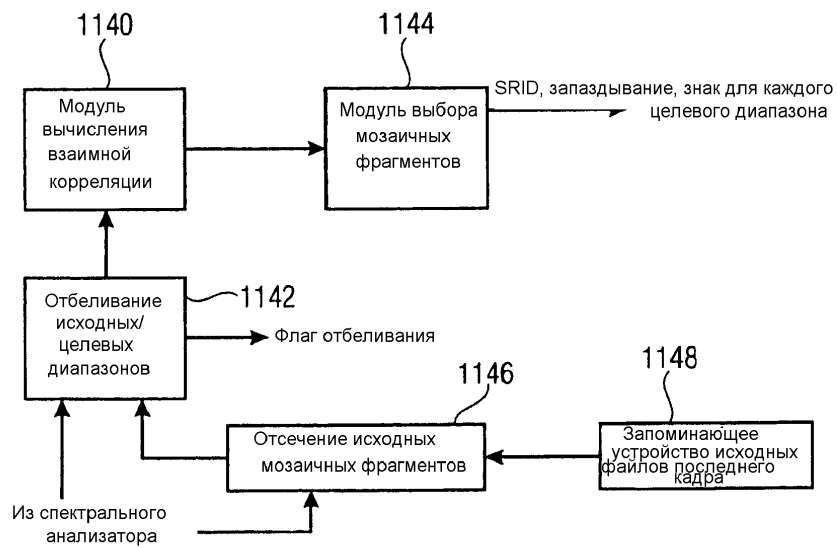 1140
Модуль
вычисления
взаимной
корреляции
1144
Модуль выбора
мозаичных
фрагментов
SRID, запаздывание, знак для каждого
целевого диапазона
Отбеливание
исходных/
целевых
диапазонов
1142
Флаг отбеливания
1146
Отсечение исходных
мозаичных фрагментов
1148
Запоминающее
устройство исходных
файлов последнего
кадра
Из спектрального
анализатора